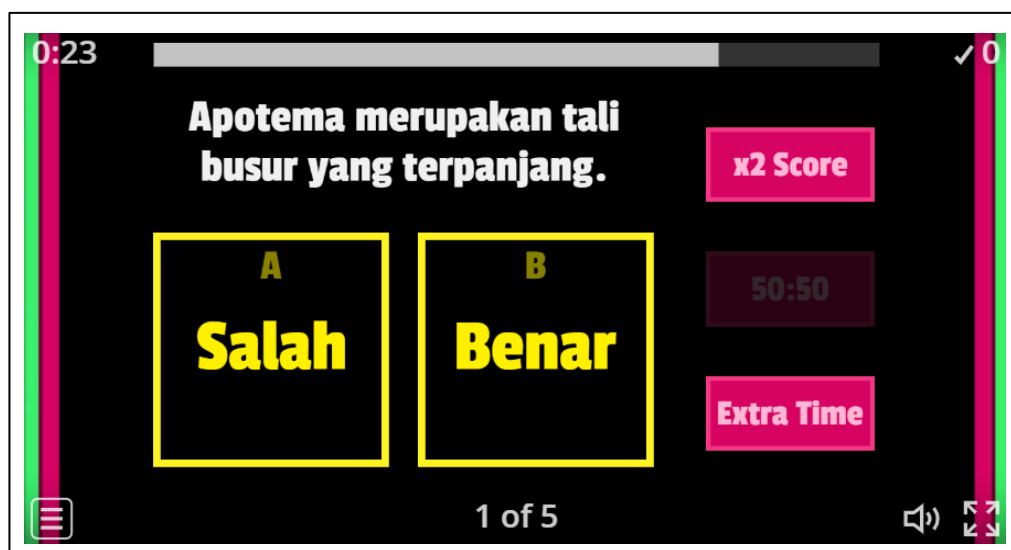 0:23
✓ 0
Apotema merupakan tali
busur yang terpanjang.
x2 Score
A
Salah
B
Benar
50:50
Extra Time
1 of 5